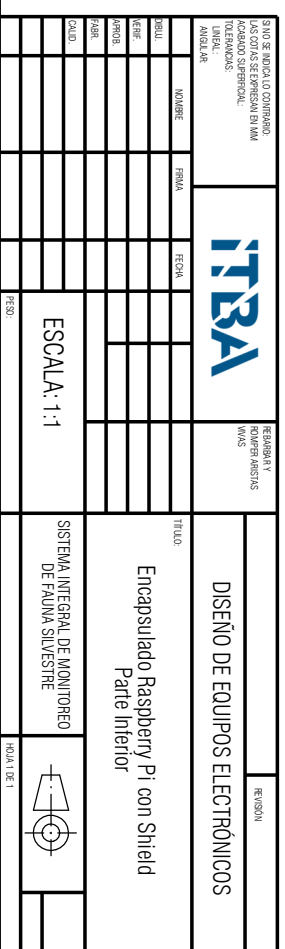 SI NO SE INDICA LO CONTRARIO:
LAS COTAS SE EXPRESAN EN MM
ACABADO SUPERFICIAL:
TOLERANCIAS:
LINEAL:
ANGULAR:
ITBA
REBARBAR Y
ROMPER ARISTAS
VIVAS
DISEÑO DE EQUIPOS ELECTRÓNICOS
REVISIÓN
NOMBRE
FIRMA
FECHA
DIBUJ.
VERIF.
APROB.
FABR.
CALID.
TÍTULO:
Encapsulado Raspberry Pi con Shield
Parte Inferior
ESCALA: 1:1
SISTEMA INTEGRAL DE MONITOREO
DE FAUNA SILVESTRE
PESO:
HOJA 1 DE 1